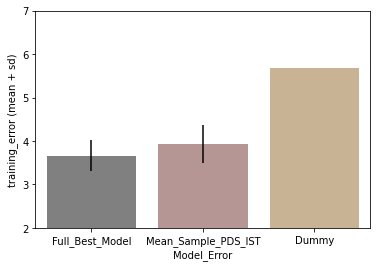 training_error (mean + sd)
7
6
5
4
3
2
Full_Best_Model Mean_Sample_PDS_IST Dummy
Model_Error